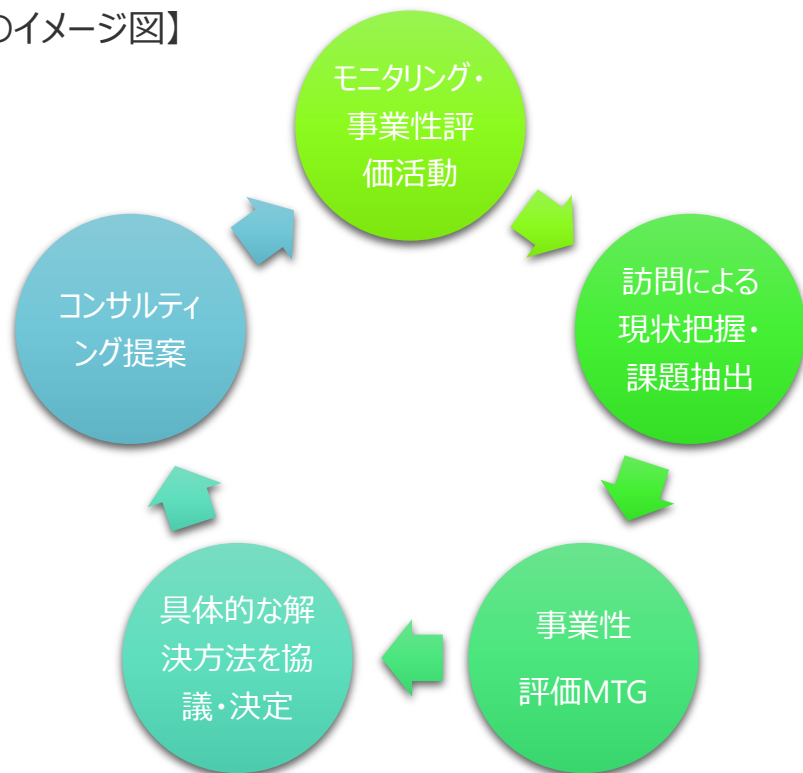 のイメージ図】
モニタリング・
事業性評
価活動
訪問による
現状把握・
課題抽出
事業性
評価MTG
具体的な解
決方法を協
議・決定
コンサルティ
ング提案